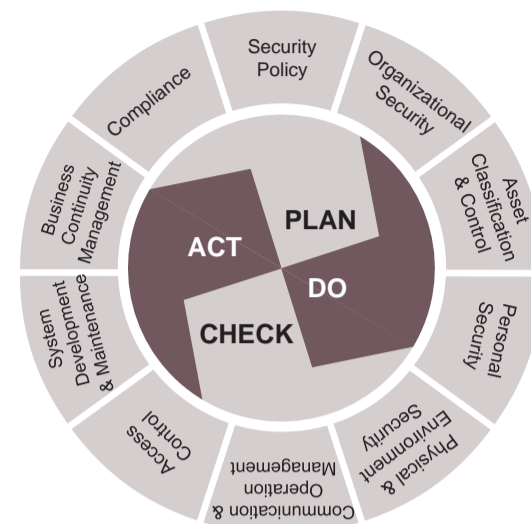 Security
Policy
Organizational
Security
Asset
Classification
& Control
Personal
Security
Physical &
Environment
Security
Communication &
Operation
Management
Access
Control
System
Development
& Maintenance
Business
Continuity
Management
Compliance
PLAN
DO
CHECK
ACT